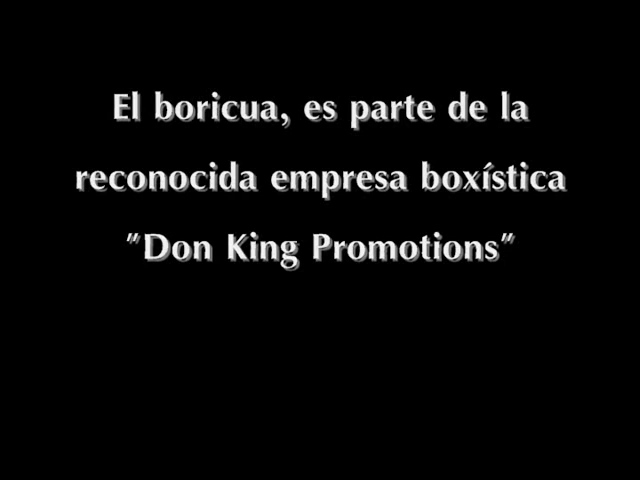 El boricua, es parte de la
reconocida empresa boxística
"Don King Promotions"